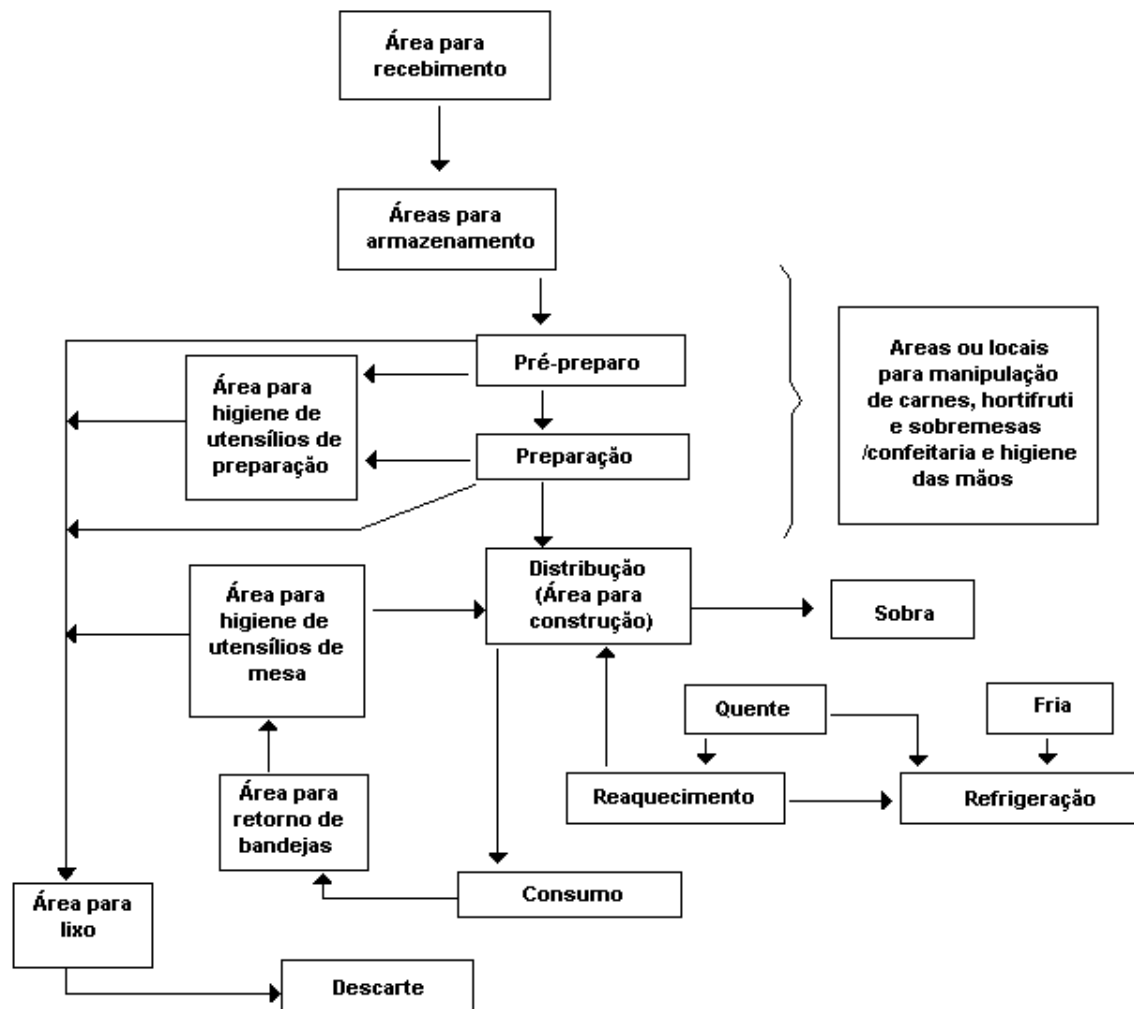 Área para
recebimento
Áreas para
armazenamento
Pré-preparo
Área para
higiene de
utensílios de
preparação
Preparação
Areas ou locais
para manipulação
de carnes, hortifruti
e sobremesas
/confeitaria e higiene
das mãos
Distribução
(Área para
construção)
Sobra
Área para
higiene de
utensílios de
mesa
Quente
Fria
Reaquecimento
Refrigeração
Área para
retorno de
bandejas
Consumo
Área para
lixo
Descarte